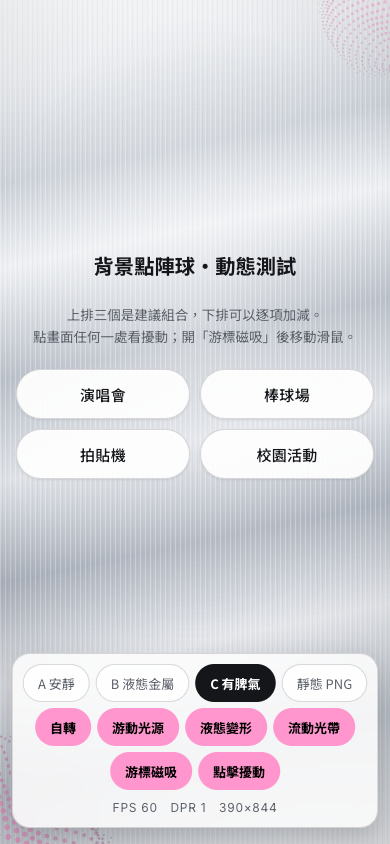 背景點陣球・動態測試
上排三個是建議組合，下排可以逐項加減。
點畫面任何一處看擾動；開「游標磁吸」後移動滑鼠。
演唱會
棒球場
拍貼機
校園活動
A 安靜
B 液態金屬
C 有脾氣
靜態 PNG
自轉
游動光源
液態變形
流動光帶
游標磁吸
點擊擾動
FPS 60 DPR 1 390×844